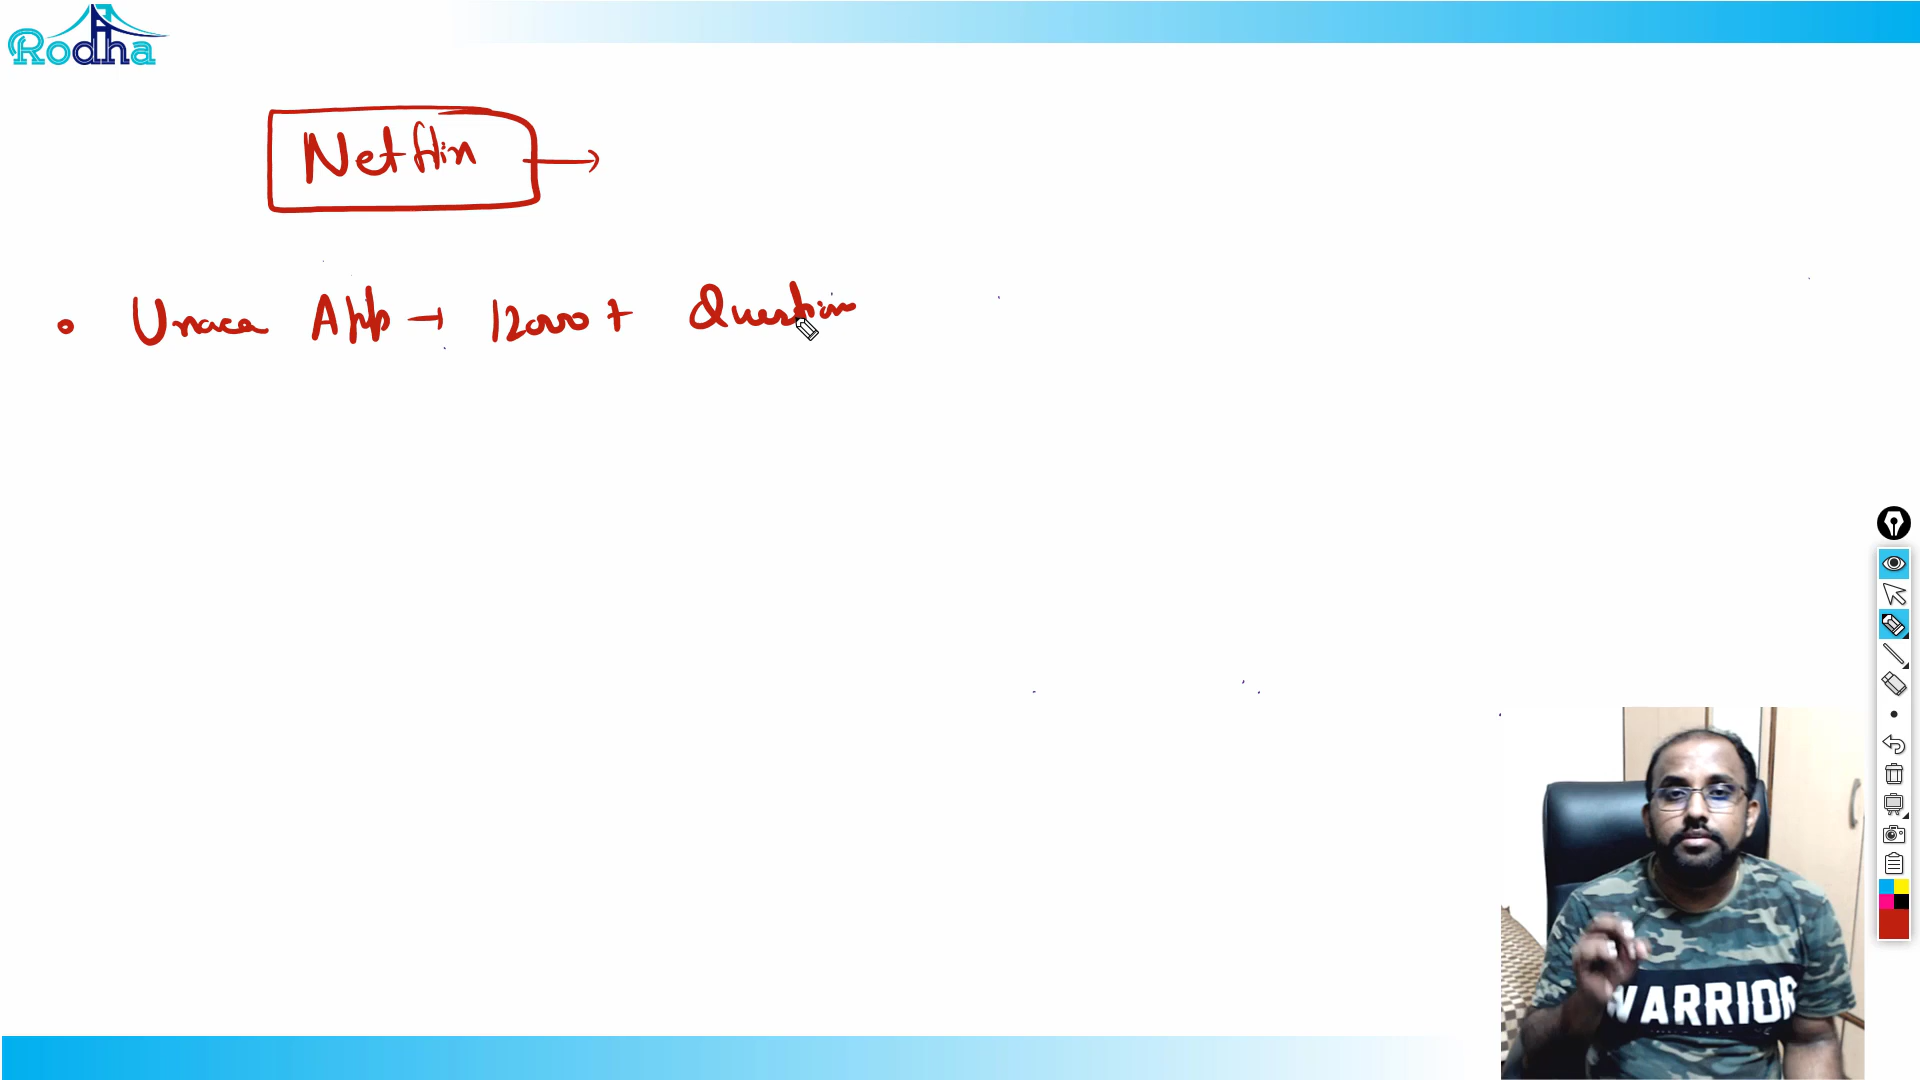 Rodha
Netflix
Unacademy App → 12000 + Question
WARRIOR